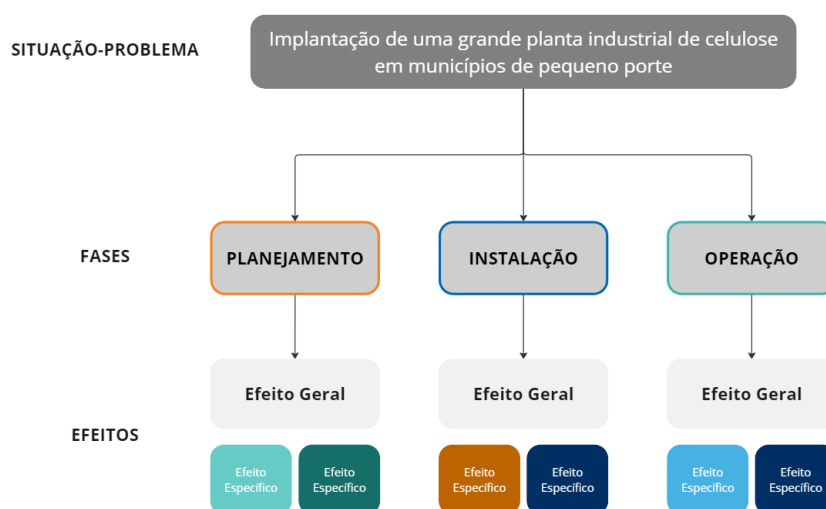 SITUAÇÃO-PROBLEMA
Implantação de uma grande planta industrial de celulose
em municípios de pequeno porte
FASES
PLANEJAMENTO
INSTALAÇÃO
OPERAÇÃO
EFEITOS
Efeito Geral
Efeito Geral
Efeito Geral
Efeito
Específico
Efeito
Específico
Efeito
Específico
Efeito
Específico
Efeito
Específico
Efeito
Específico